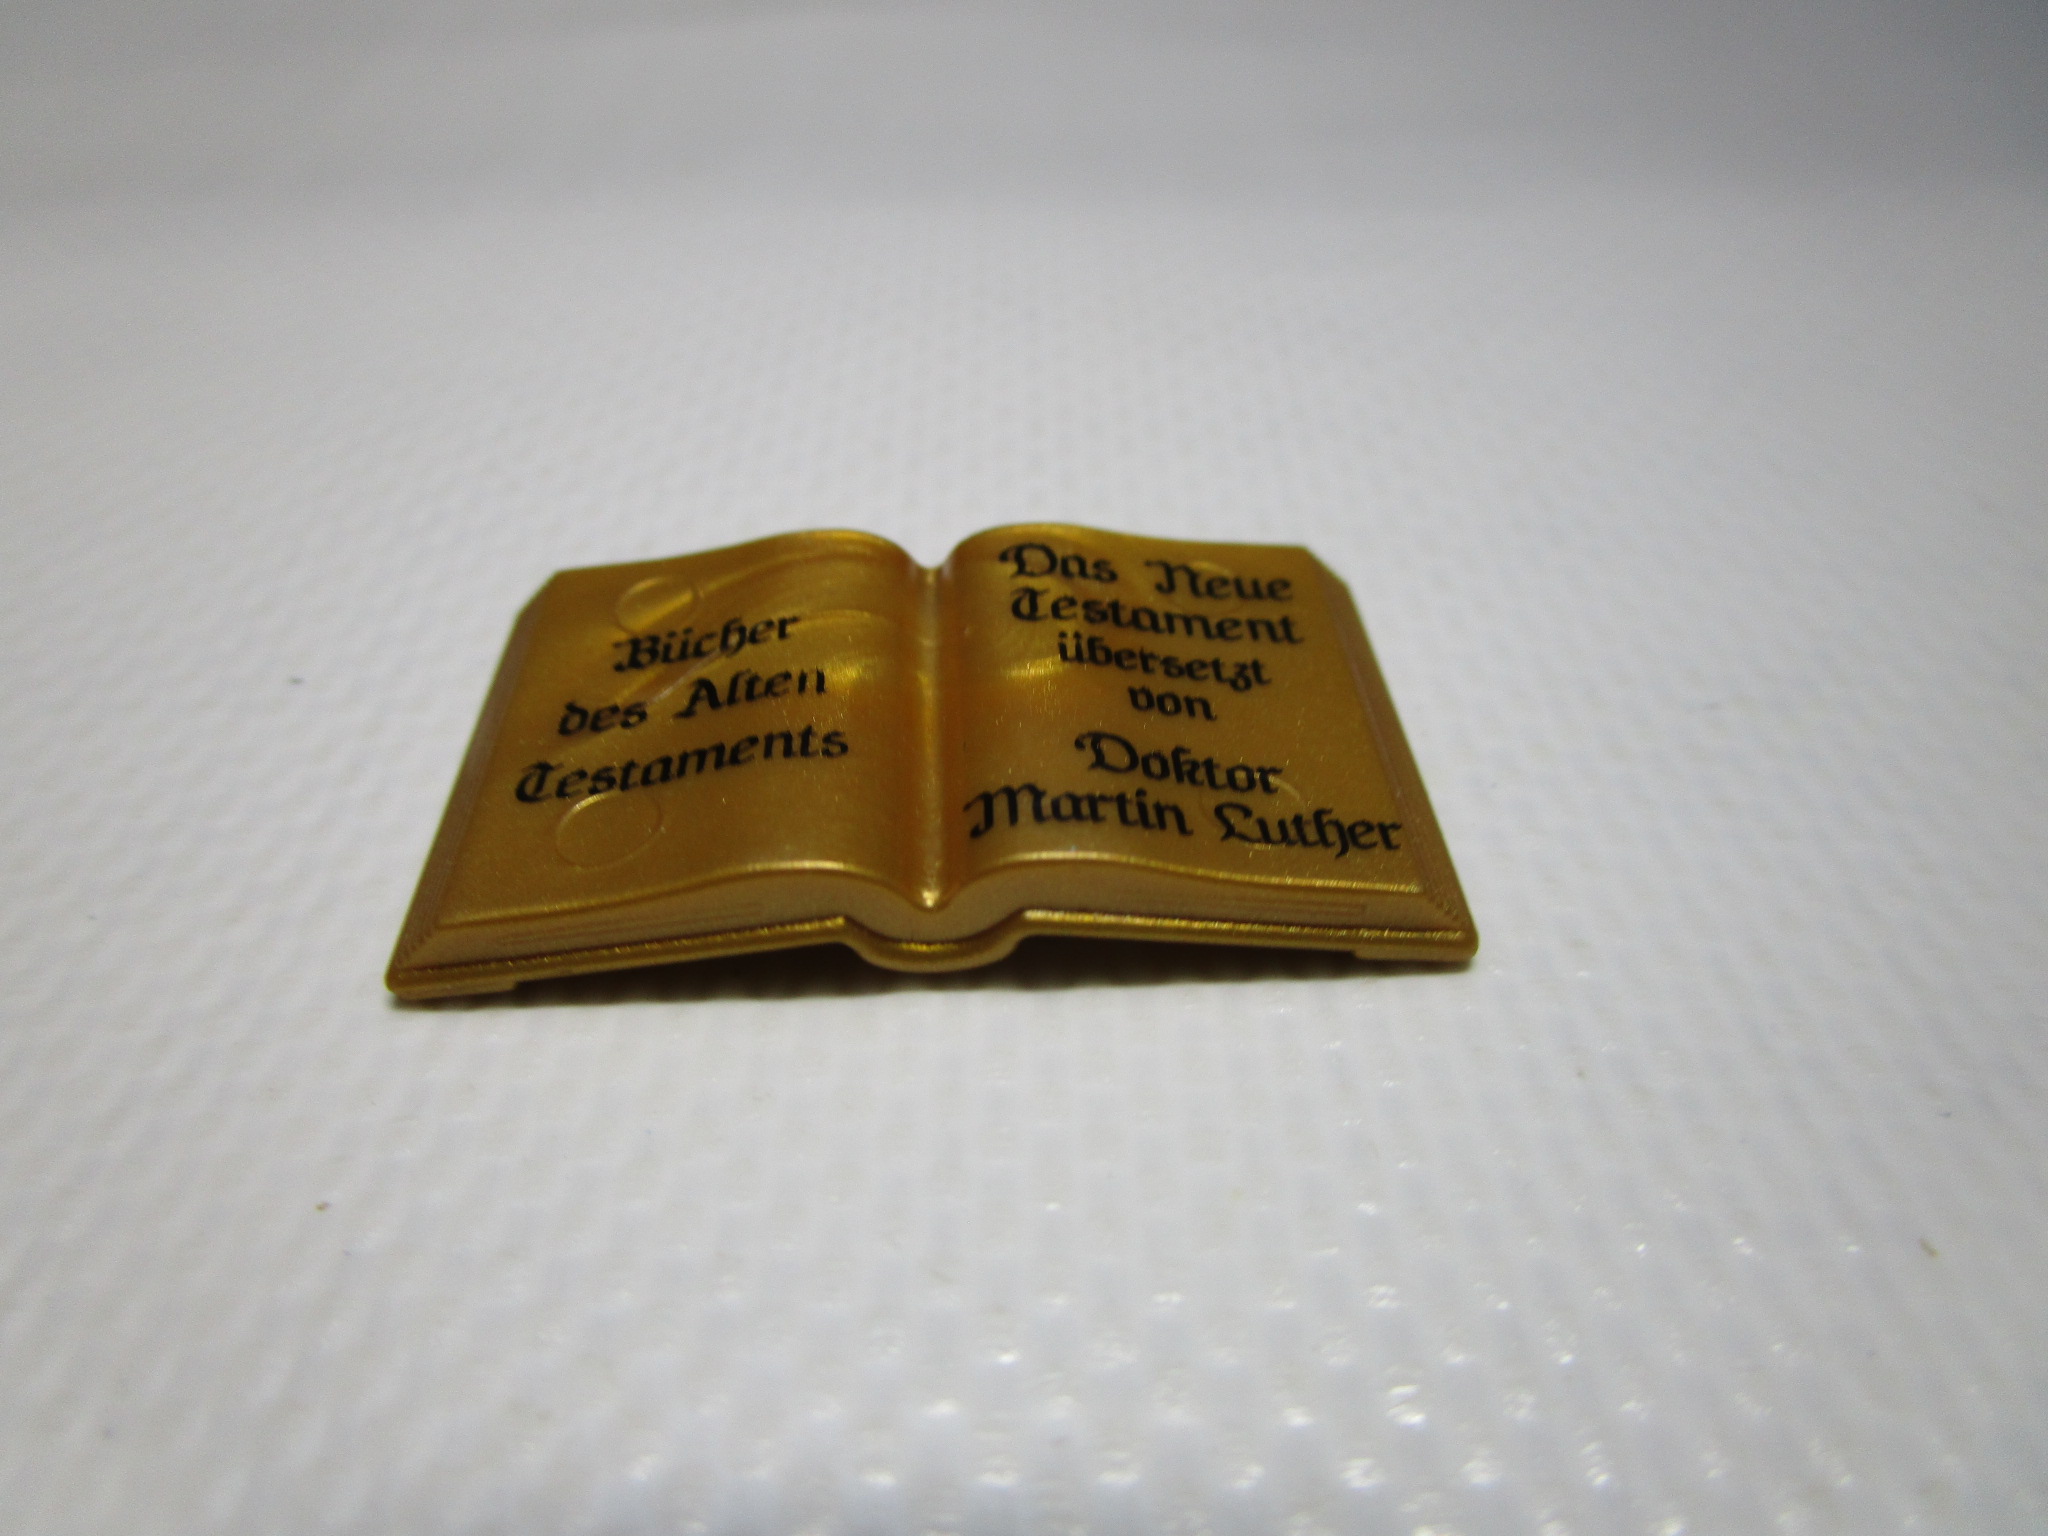 Bücher
des Alten
Testaments
Das Neue
Testament
übersetzt
von
Doktor
Martin Luther